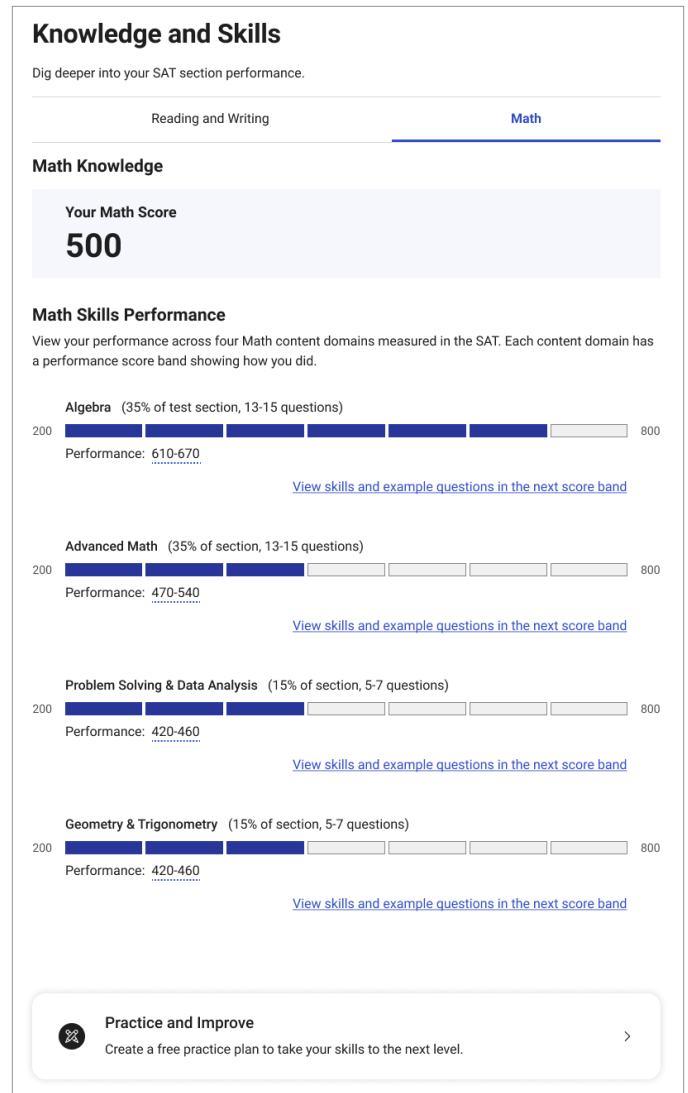 Knowledge and Skills
Dig deeper into your SAT section performance.
Reading and Writing
Math
Math Knowledge
Your Math Score
500
Math Skills Performance
View your performance across four Math content domains measured in the SAT. Each content domain has
a performance score band showing how you did.
Algebra (35% of test section, 13-15 questions)
200 800
Performance: 610-670
View skills and example questions in the next score band
Advanced Math (35% of section, 13-15 questions)
200 800
Performance: 470-540
View skills and example questions in the next score band
Problem Solving & Data Analysis (15% of section, 5-7 questions)
200 800
Performance: 420-460
View skills and example questions in the next score band
Geometry & Trigonometry (15% of section, 5-7 questions)
200 800
Performance: 420-460
View skills and example questions in the next score band
Practice and Improve
Create a free practice plan to take your skills to the next level.